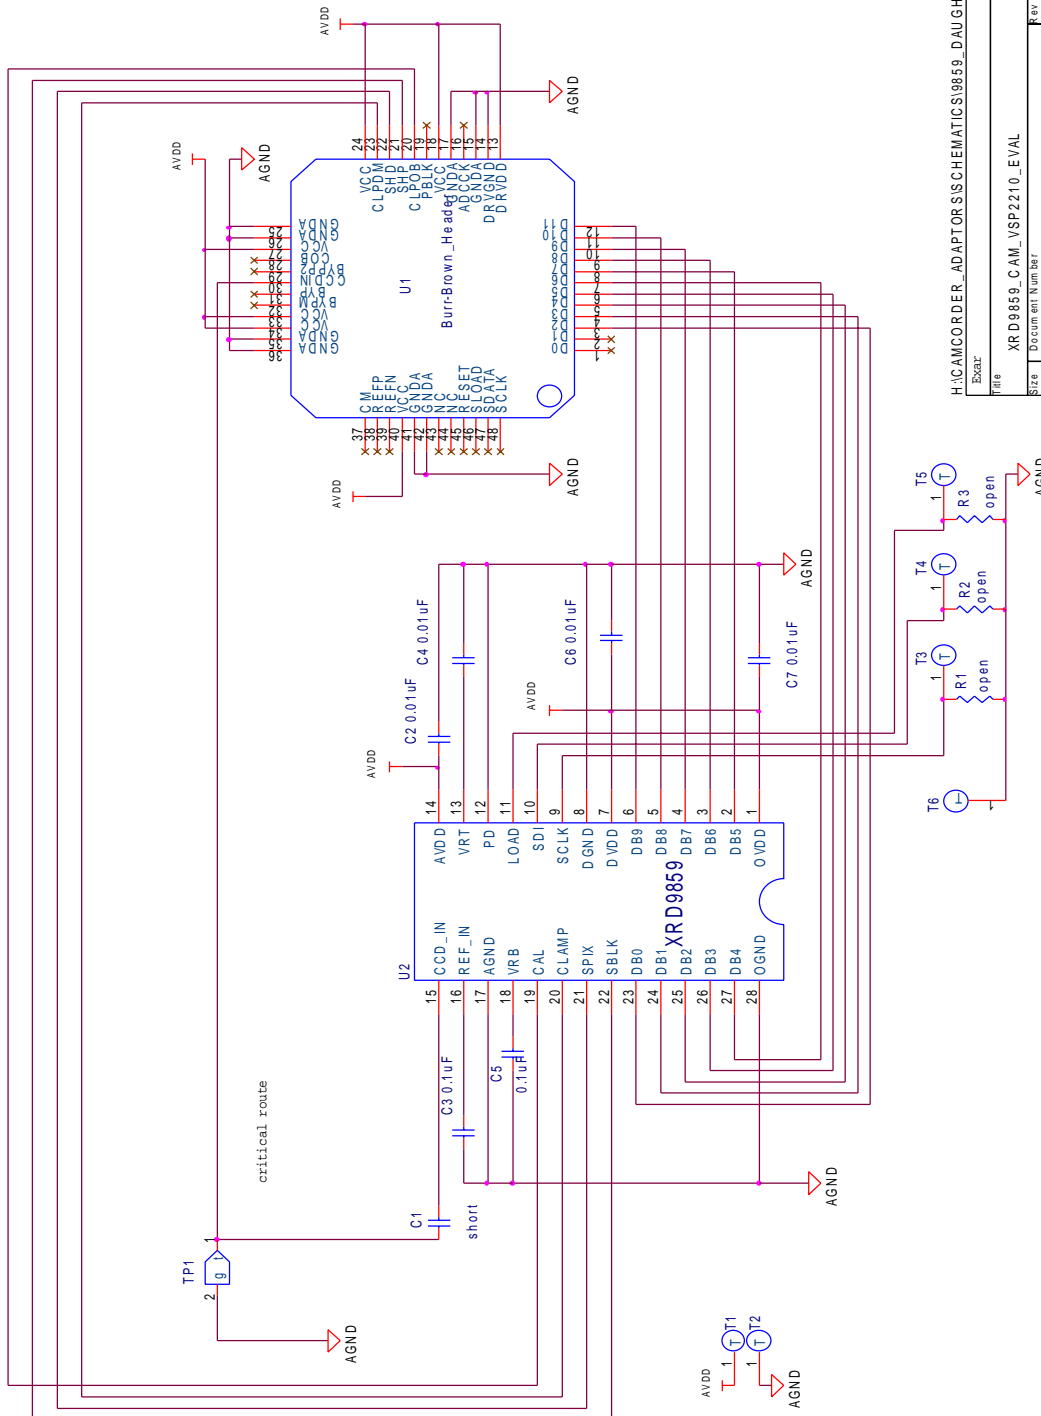 H:\CAMCORDER_ADAPTORS\SCHEMATICS\9859_DAUGH
Exar
Title
XRD9859_CAM_VSP2210_EVAL
Size
Document Number
Rev
AVDD
AGND
AVDD
AGND
24
23
22
21
20
19
18
17
16
15
14
13
VCC
CLPDM
SHD
SHP
CLPOB
PBLK
VCC
GNDA
ADCCK
GNDA
DRVGND
DRVDD
U1
Burr-Brown_Header
GNDA
GNDA
VCC
COB
BYPP2
CCDIN
BYP
BYPM
VCC
VCC
GNDA
GNDA
25
26
27
28
29
30
31
32
33
34
35
36
D11
D10
D9
D8
D7
D6
D5
D4
D3
D2
D1
D0
12
11
10
9
8
7
6
5
4
3
2
1
CM
REFP
REFN
VCC
GNDA
GNDA
NC
NC
RESET
SLOAD
SDATA
SCLK
37
38
39
40
41
42
43
44
45
46
47
48
AVDD
AGND
AGND
C2 0.01uF
C4 0.01uF
C6 0.01uF
C7 0.01uF
AVDD
AVDD
T5
1
T
R3
open
T4
1
T
R2
open
T3
1
T
R1
open
T6
T
1
AGND
U2
XRD9859
14
13
12
11
10
9
8
7
6
5
4
3
2
1
AVDD
VRT
PD
LOAD
SDI
SCLK
DGND
DVDD
DB9
DB8
DB7
DB6
DB5
OVDD
CCD_IN
REF_IN
AGND
VRB
CAL
CLAMP
SPIX
SBLK
DB0
DB1
DB2
DB3
DB4
OGND
15
16
17
18
19
20
21
22
23
24
25
26
27
28
critical route
C3 0.1uF
C5
0.1uF
C1
short
AGND
TP1
g t
1
2
AGND
AVDD
1
T
T1
1
T
T2
AGND